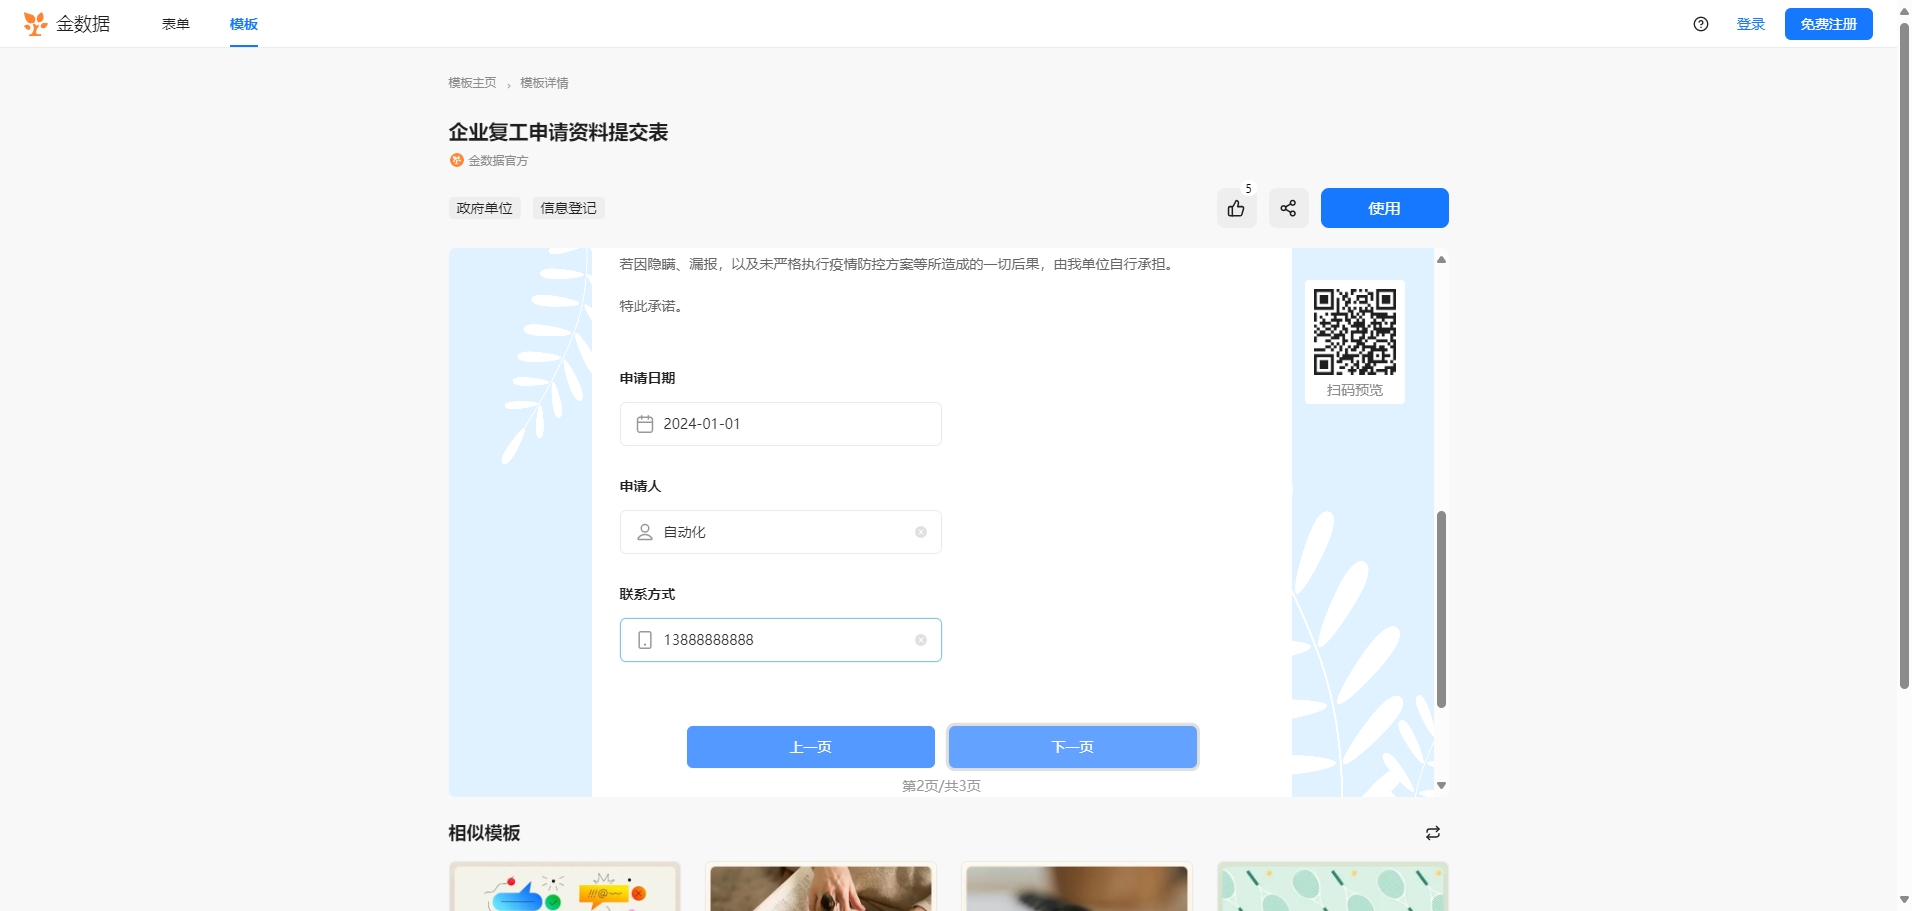 金数据
表单
模板
登录
免费注册
模板主页 , 模板详情
企业复工申请资料提交表
金数据官方
政府单位
信息登记
5
使用
若因隐瞒、漏报，以及未严格执行疫情防控方案等所造成的一切后果，由我单位自行承担。
特此承诺。
扫码预览
申请日期
2024-01-01
申请人
自动化
联系方式
13888888888
上一页
下一页
第2页/共3页
相似模板